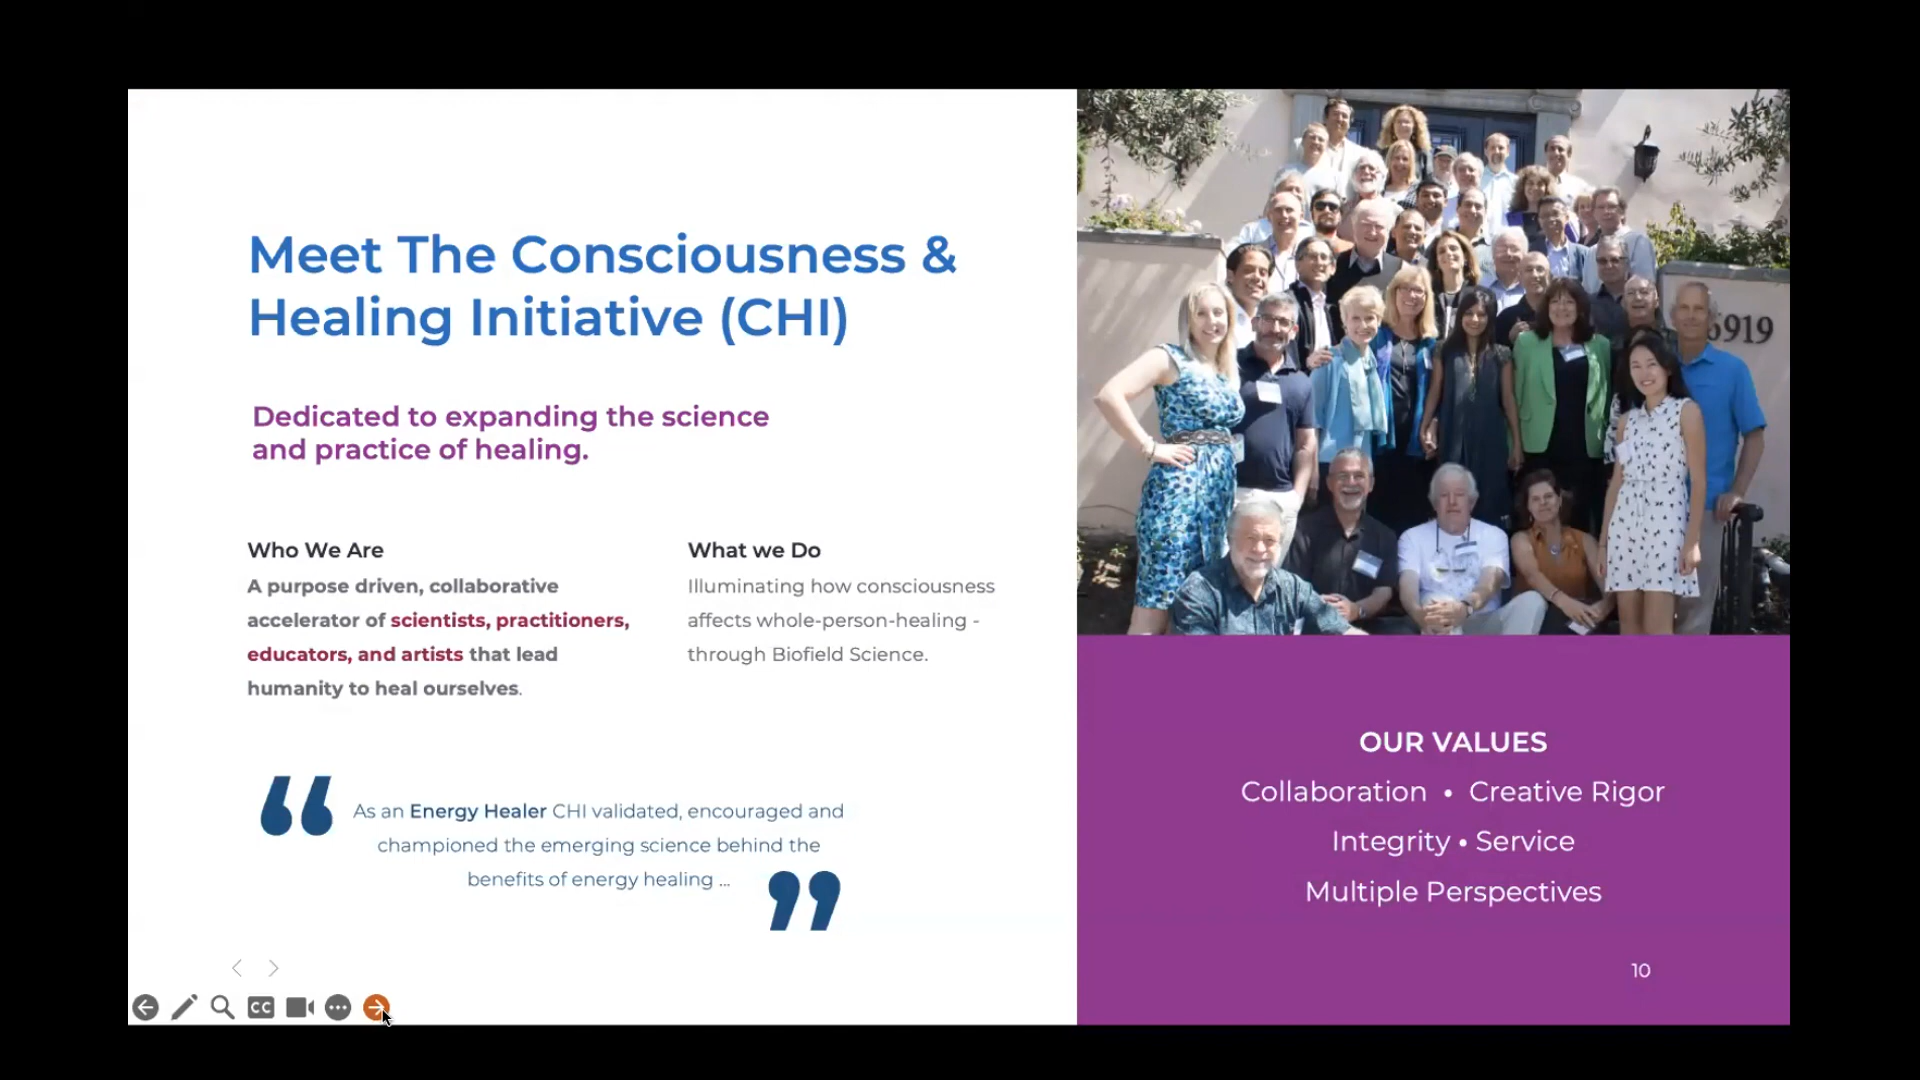 Meet The Consciousness &
Healing Initiative (CHI)
Dedicated to expanding the science
and practice of healing.
Who We Are
A purpose driven, collaborative
accelerator of scientists, practitioners,
educators, and artists that lead
humanity to heal ourselves.
What we Do
Illuminating how consciousness
affects whole-person-healing -
through Biofield Science.
“ As an Energy Healer CHI validated, encouraged and
championed the emerging science behind the
benefits of energy healing ... ”
6919
OUR VALUES
Collaboration • Creative Rigor
Integrity • Service
Multiple Perspectives
10
CC